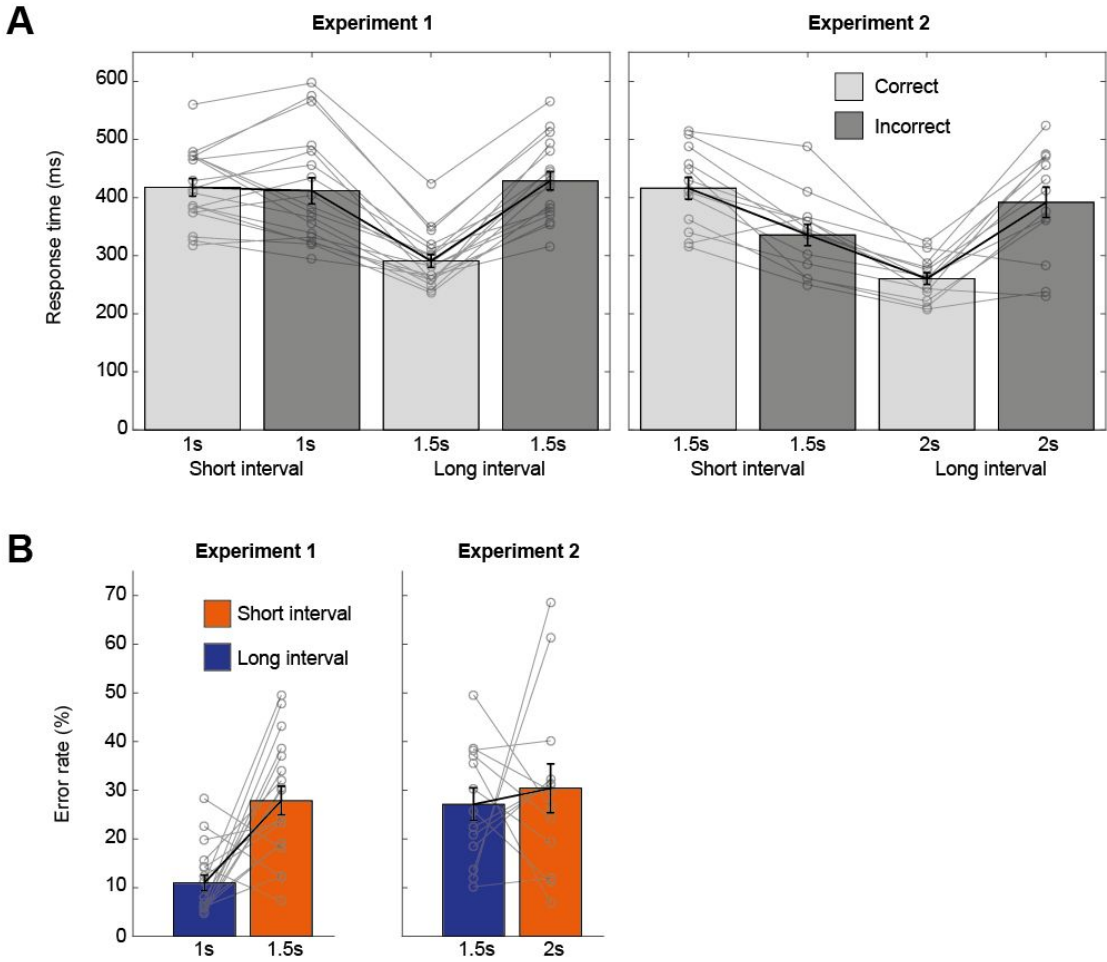 A
Experiment 1
Experiment 2
Response time (ms)
600
500
400
300
200
100
0
Correct
Incorrect
1s 1s 1.5s 1.5s
Short interval Long interval
1.5s 1.5s 2s 2s
Short interval Long interval
B
Experiment 1
Experiment 2
Error rate (%)
70
60
50
40
30
20
10
0
Short interval
Long interval
1s 1.5s
1.5s 2s